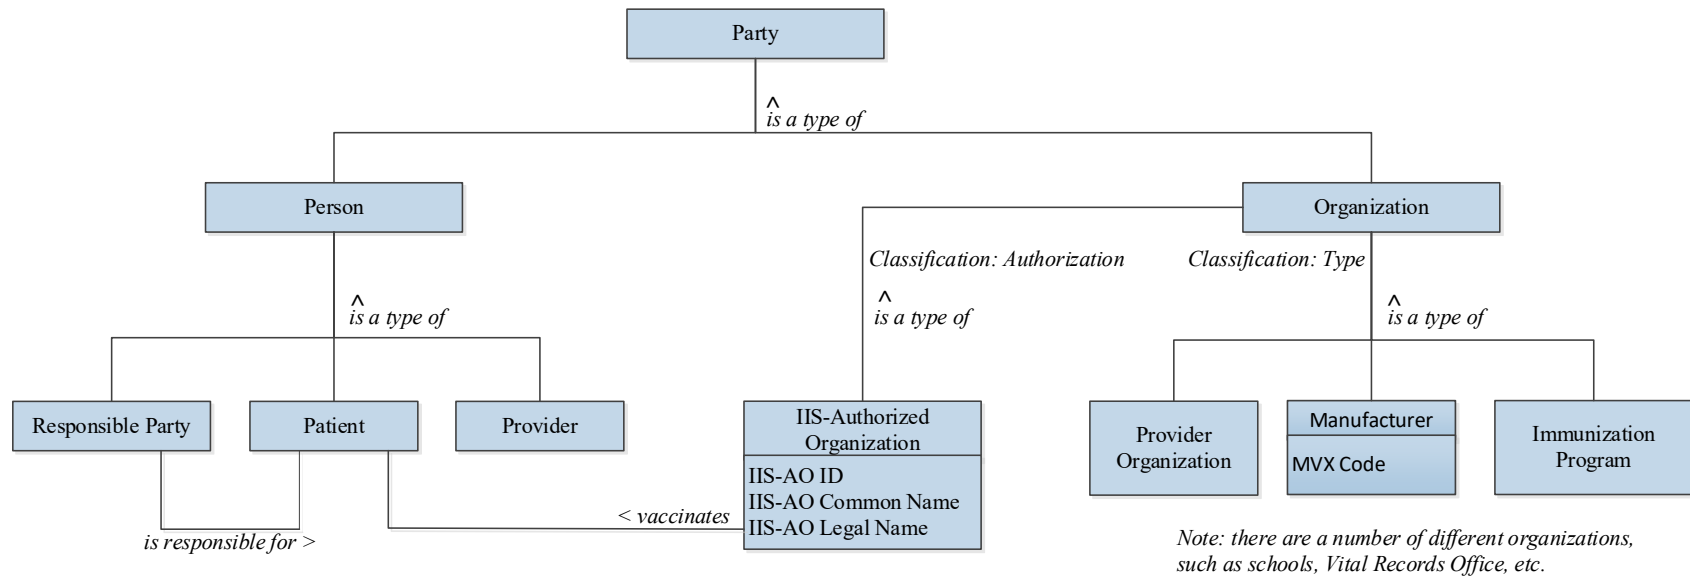 Party
^
is a type of
Person
Organization
Classification: Authorization
Classification: Type
^
is a type of
^
is a type of
^
is a type of
Responsible Party
Patient
Provider
IIS-Authorized
Organization
IIS-AO ID
IIS-AO Common Name
IIS-AO Legal Name
Provider
Organization
Manufacturer
MVX Code
Immunization
Program
< vaccinates
is responsible for >
Note: there are a number of different organizations,
such as schools, Vital Records Office, etc.